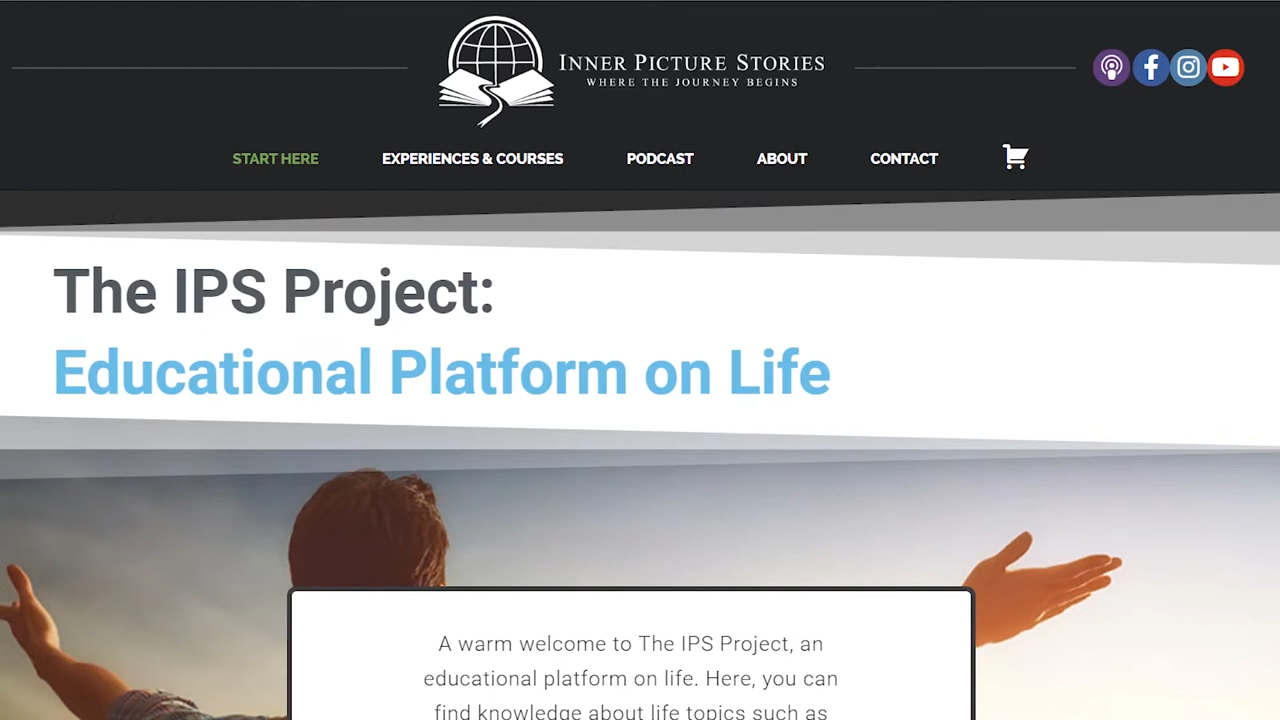 INNER PICTURE STORIES
WHERE THE JOURNEY BEGINS
START HERE
EXPERIENCES & COURSES
PODCAST
ABOUT
CONTACT
The IPS Project:
Educational Platform on Life
A warm welcome to The IPS Project, an
educational platform on life. Here, you can
find knowledge about life topics such as